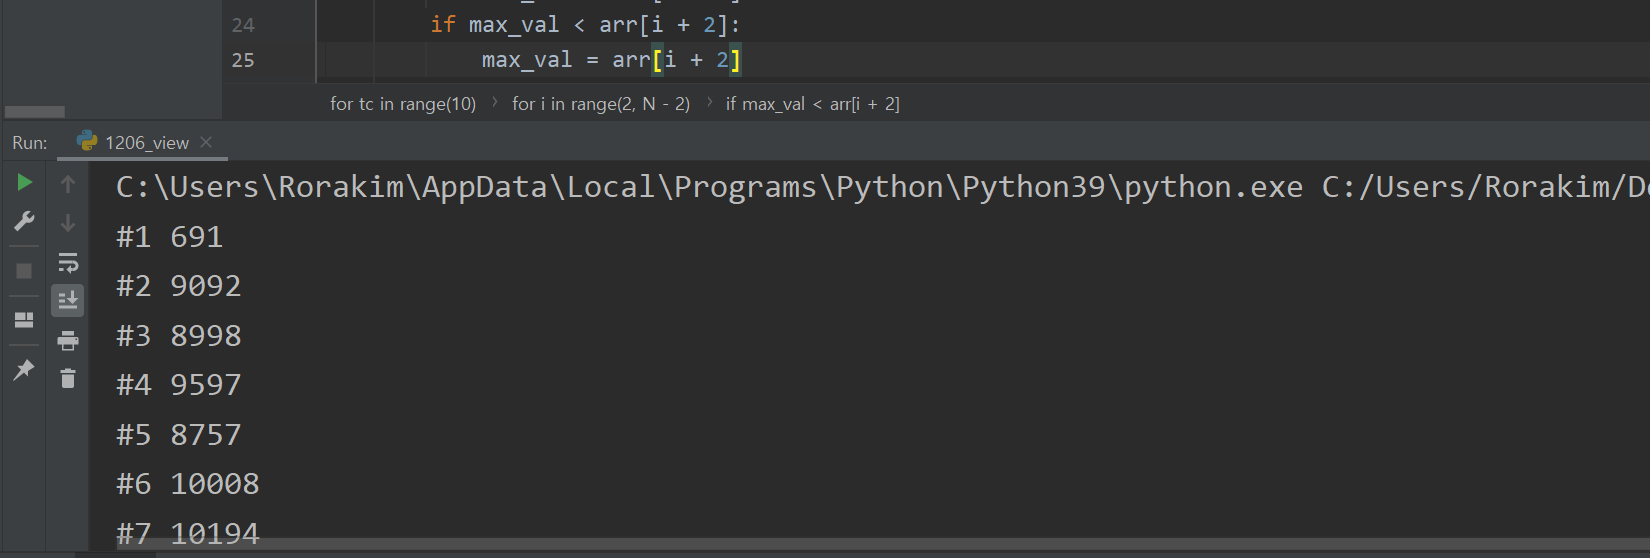 24 if max_val < arr[i + 2]:
25 max_val = arr[i + 2]
for tc in range(10) › for i in range(2, N - 2) › if max_val < arr[i + 2]
Run: 1206_view ×
C:\Users\Rorakim\AppData\Local\Programs\Python\Python39\python.exe C:/Users/Rorakim/
#1 691
#2 9092
#3 8998
#4 9597
#5 8757
#6 10008
#7 10194